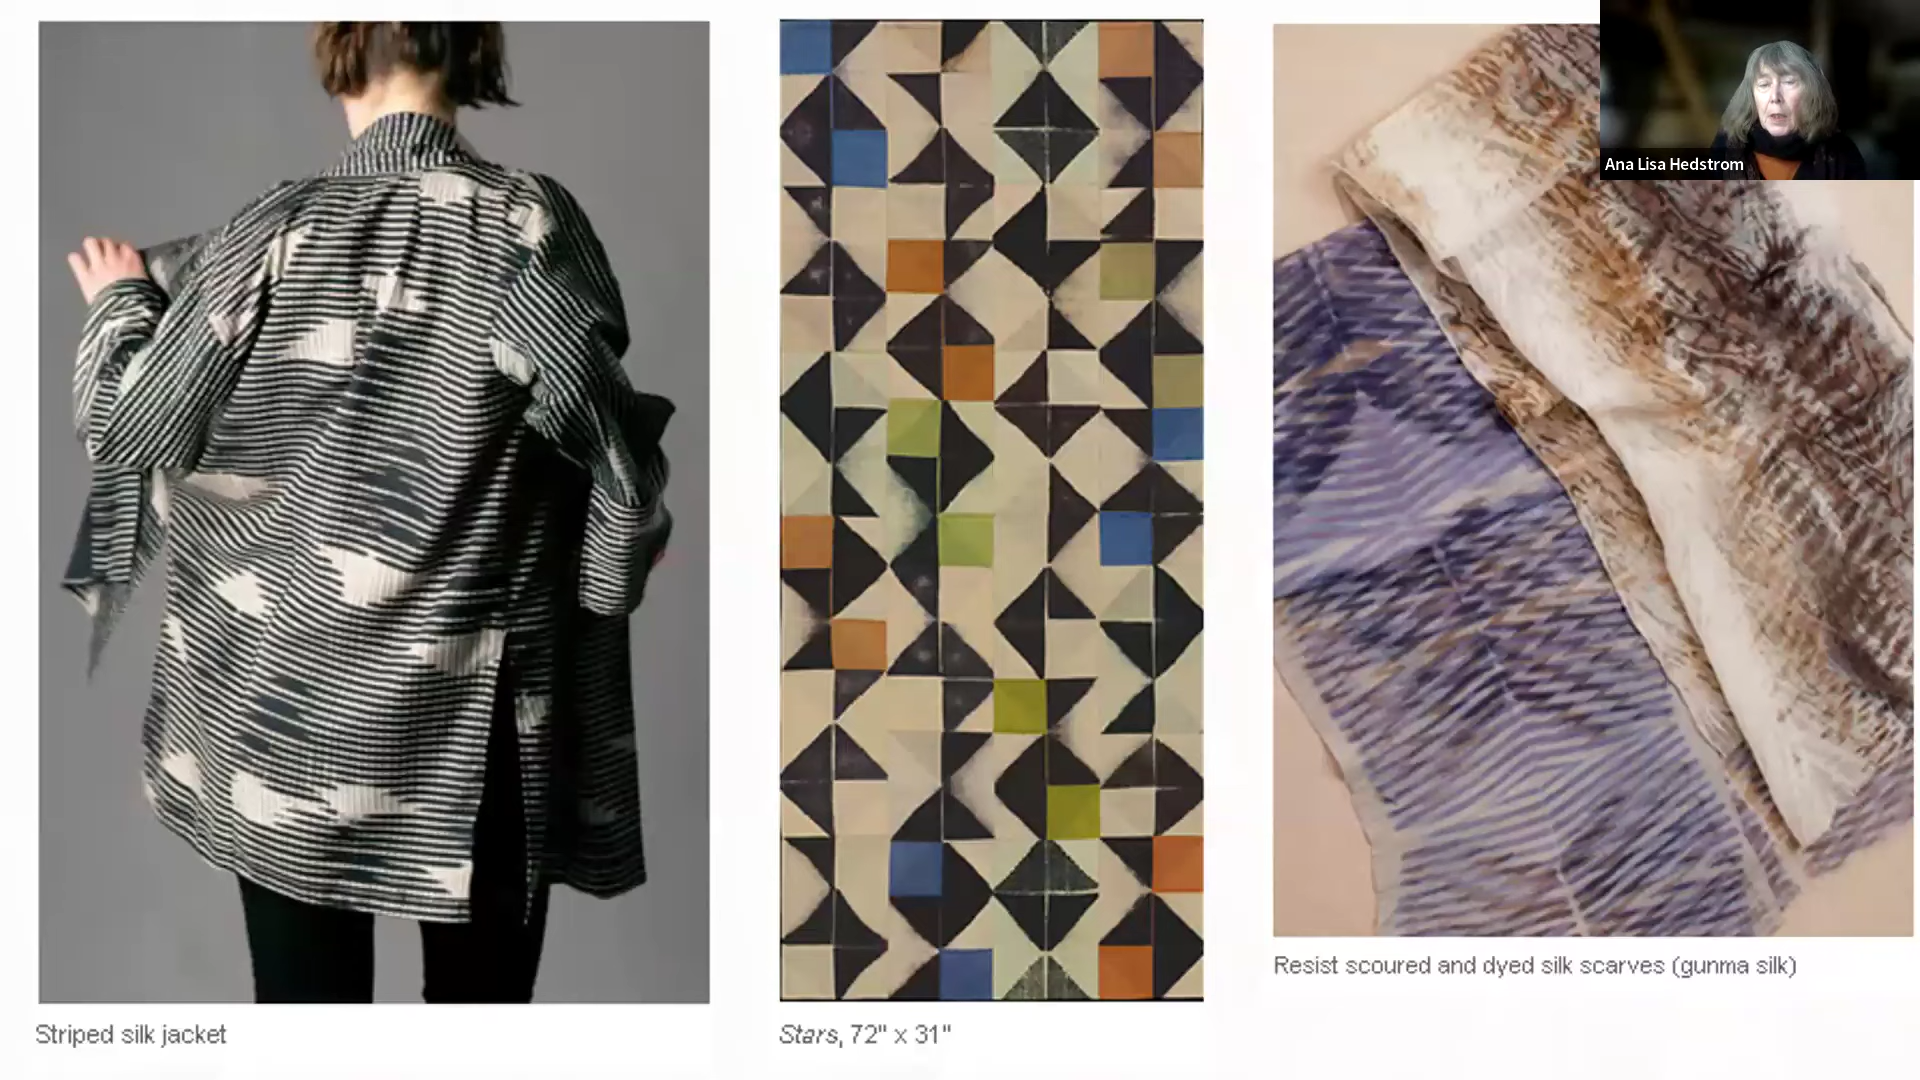 Ana Lisa Hedstrom
Resist scoured and dyed silk scarves (gunma silk)
Striped silk jacket
Stars, 72" x 31"